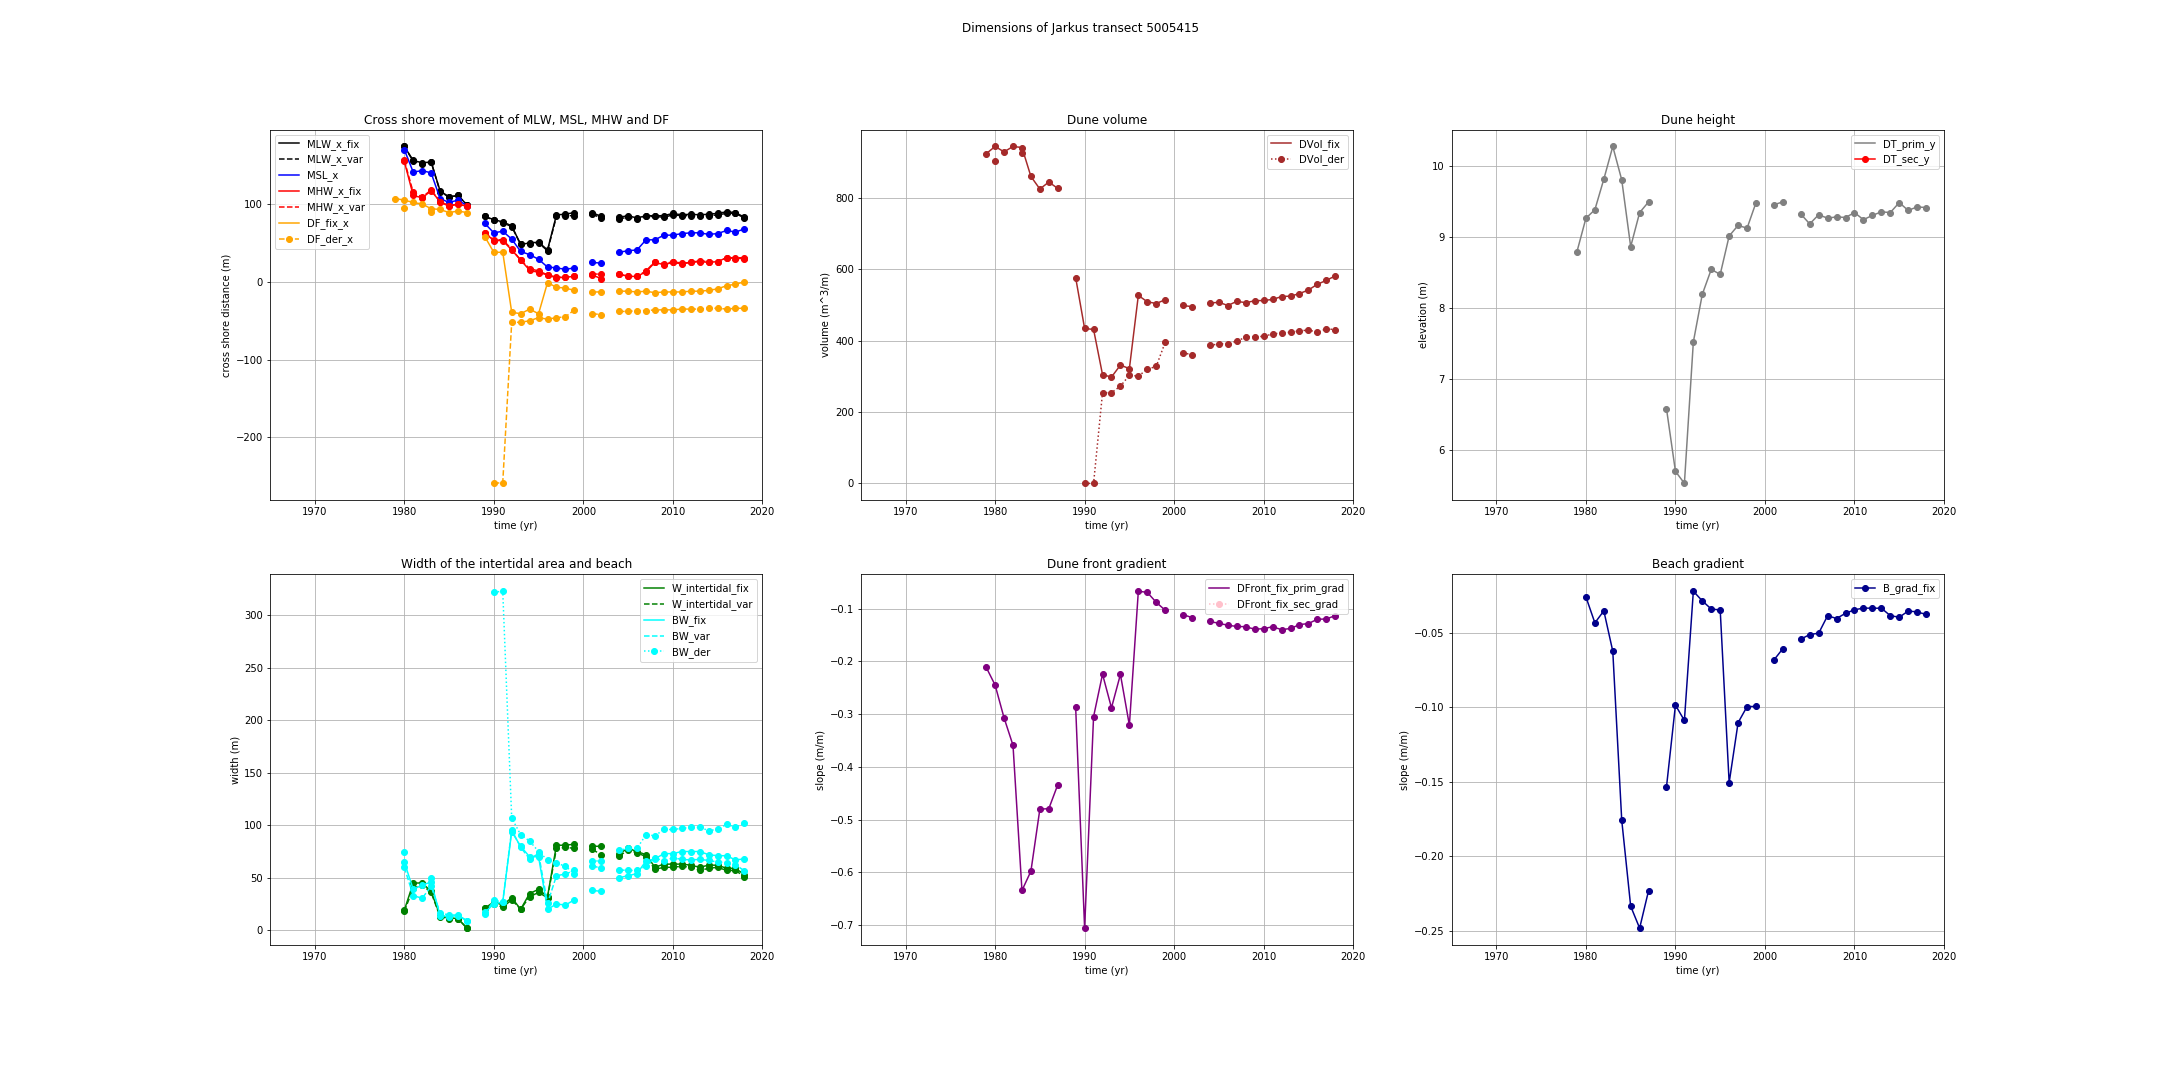 Dimensions of Jarkus transect 5005415
Cross shore movement of MLW, MSL, MHW and DF
MLW_x_fix
MLW_x_var
MSL_x
MHW_x_fix
MHW_x_var
DF_fix_x
DF_der_x
cross shore distance (m)
100
0
−100
−200
1970
1980
1990
2000
2010
2020
time (yr)
Dune volume
DVol_fix
DVol_der
volume (m^3/m)
800
600
400
200
0
1970
1980
1990
2000
2010
2020
time (yr)
Dune height
DT_prim_y
DT_sec_y
elevation (m)
10
9
8
7
6
1970
1980
1990
2000
2010
2020
time (yr)
Width of the intertidal area and beach
W_intertidal_fix
W_intertidal_var
BW_fix
BW_var
BW_der
width (m)
300
250
200
150
100
50
0
1970
1980
1990
2000
2010
2020
time (yr)
Dune front gradient
DFront_fix_prim_grad
DFront_fix_sec_grad
slope (m/m)
−0.1
−0.2
−0.3
−0.4
−0.5
−0.6
−0.7
1970
1980
1990
2000
2010
2020
time (yr)
Beach gradient
B_grad_fix
slope (m/m)
−0.05
−0.10
−0.15
−0.20
−0.25
1970
1980
1990
2000
2010
2020
time (yr)